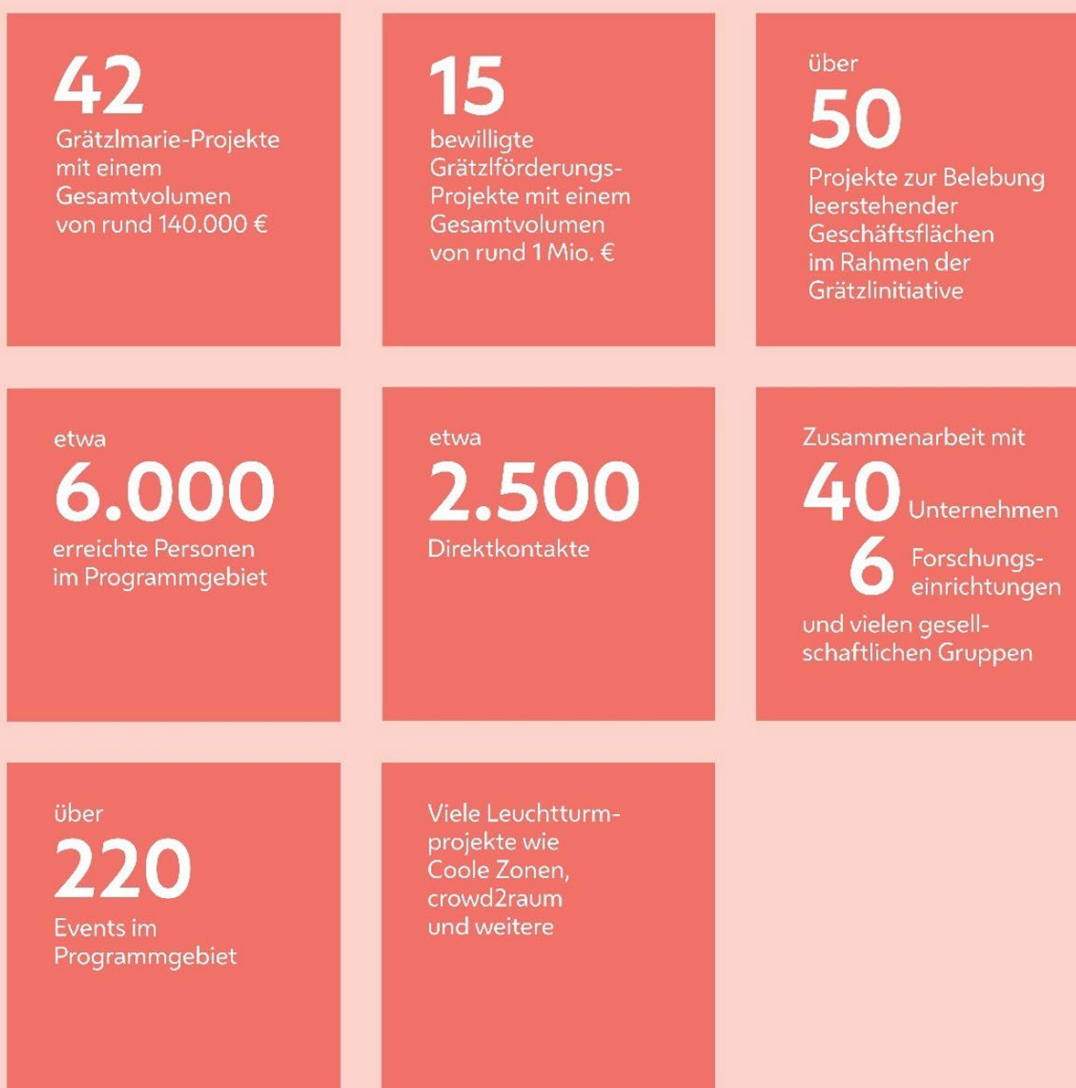 42
Grätzlmarie-Projekte
mit einem
Gesamtvolumen
von rund 140.000 €
15
bewilligte
Grätzlförderungs-
Projekte mit einem
Gesamtvolumen
von rund 1 Mio. €
über
50
Projekte zur Belebung
leerstehender
Geschäftsflächen
im Rahmen der
Grätzlinitiative
etwa
6.000
erreichte Personen
im Programmgebiet
etwa
2.500
Direktkontakte
Zusammenarbeit mit
40 Unternehmen
6 Forschungs-
einrichtungen
und vielen gesell-
schaftlichen Gruppen
über
220
Events im
Programmgebiet
Viele Leuchtturm-
projekte wie
Coole Zonen,
crowd2raum
und weitere